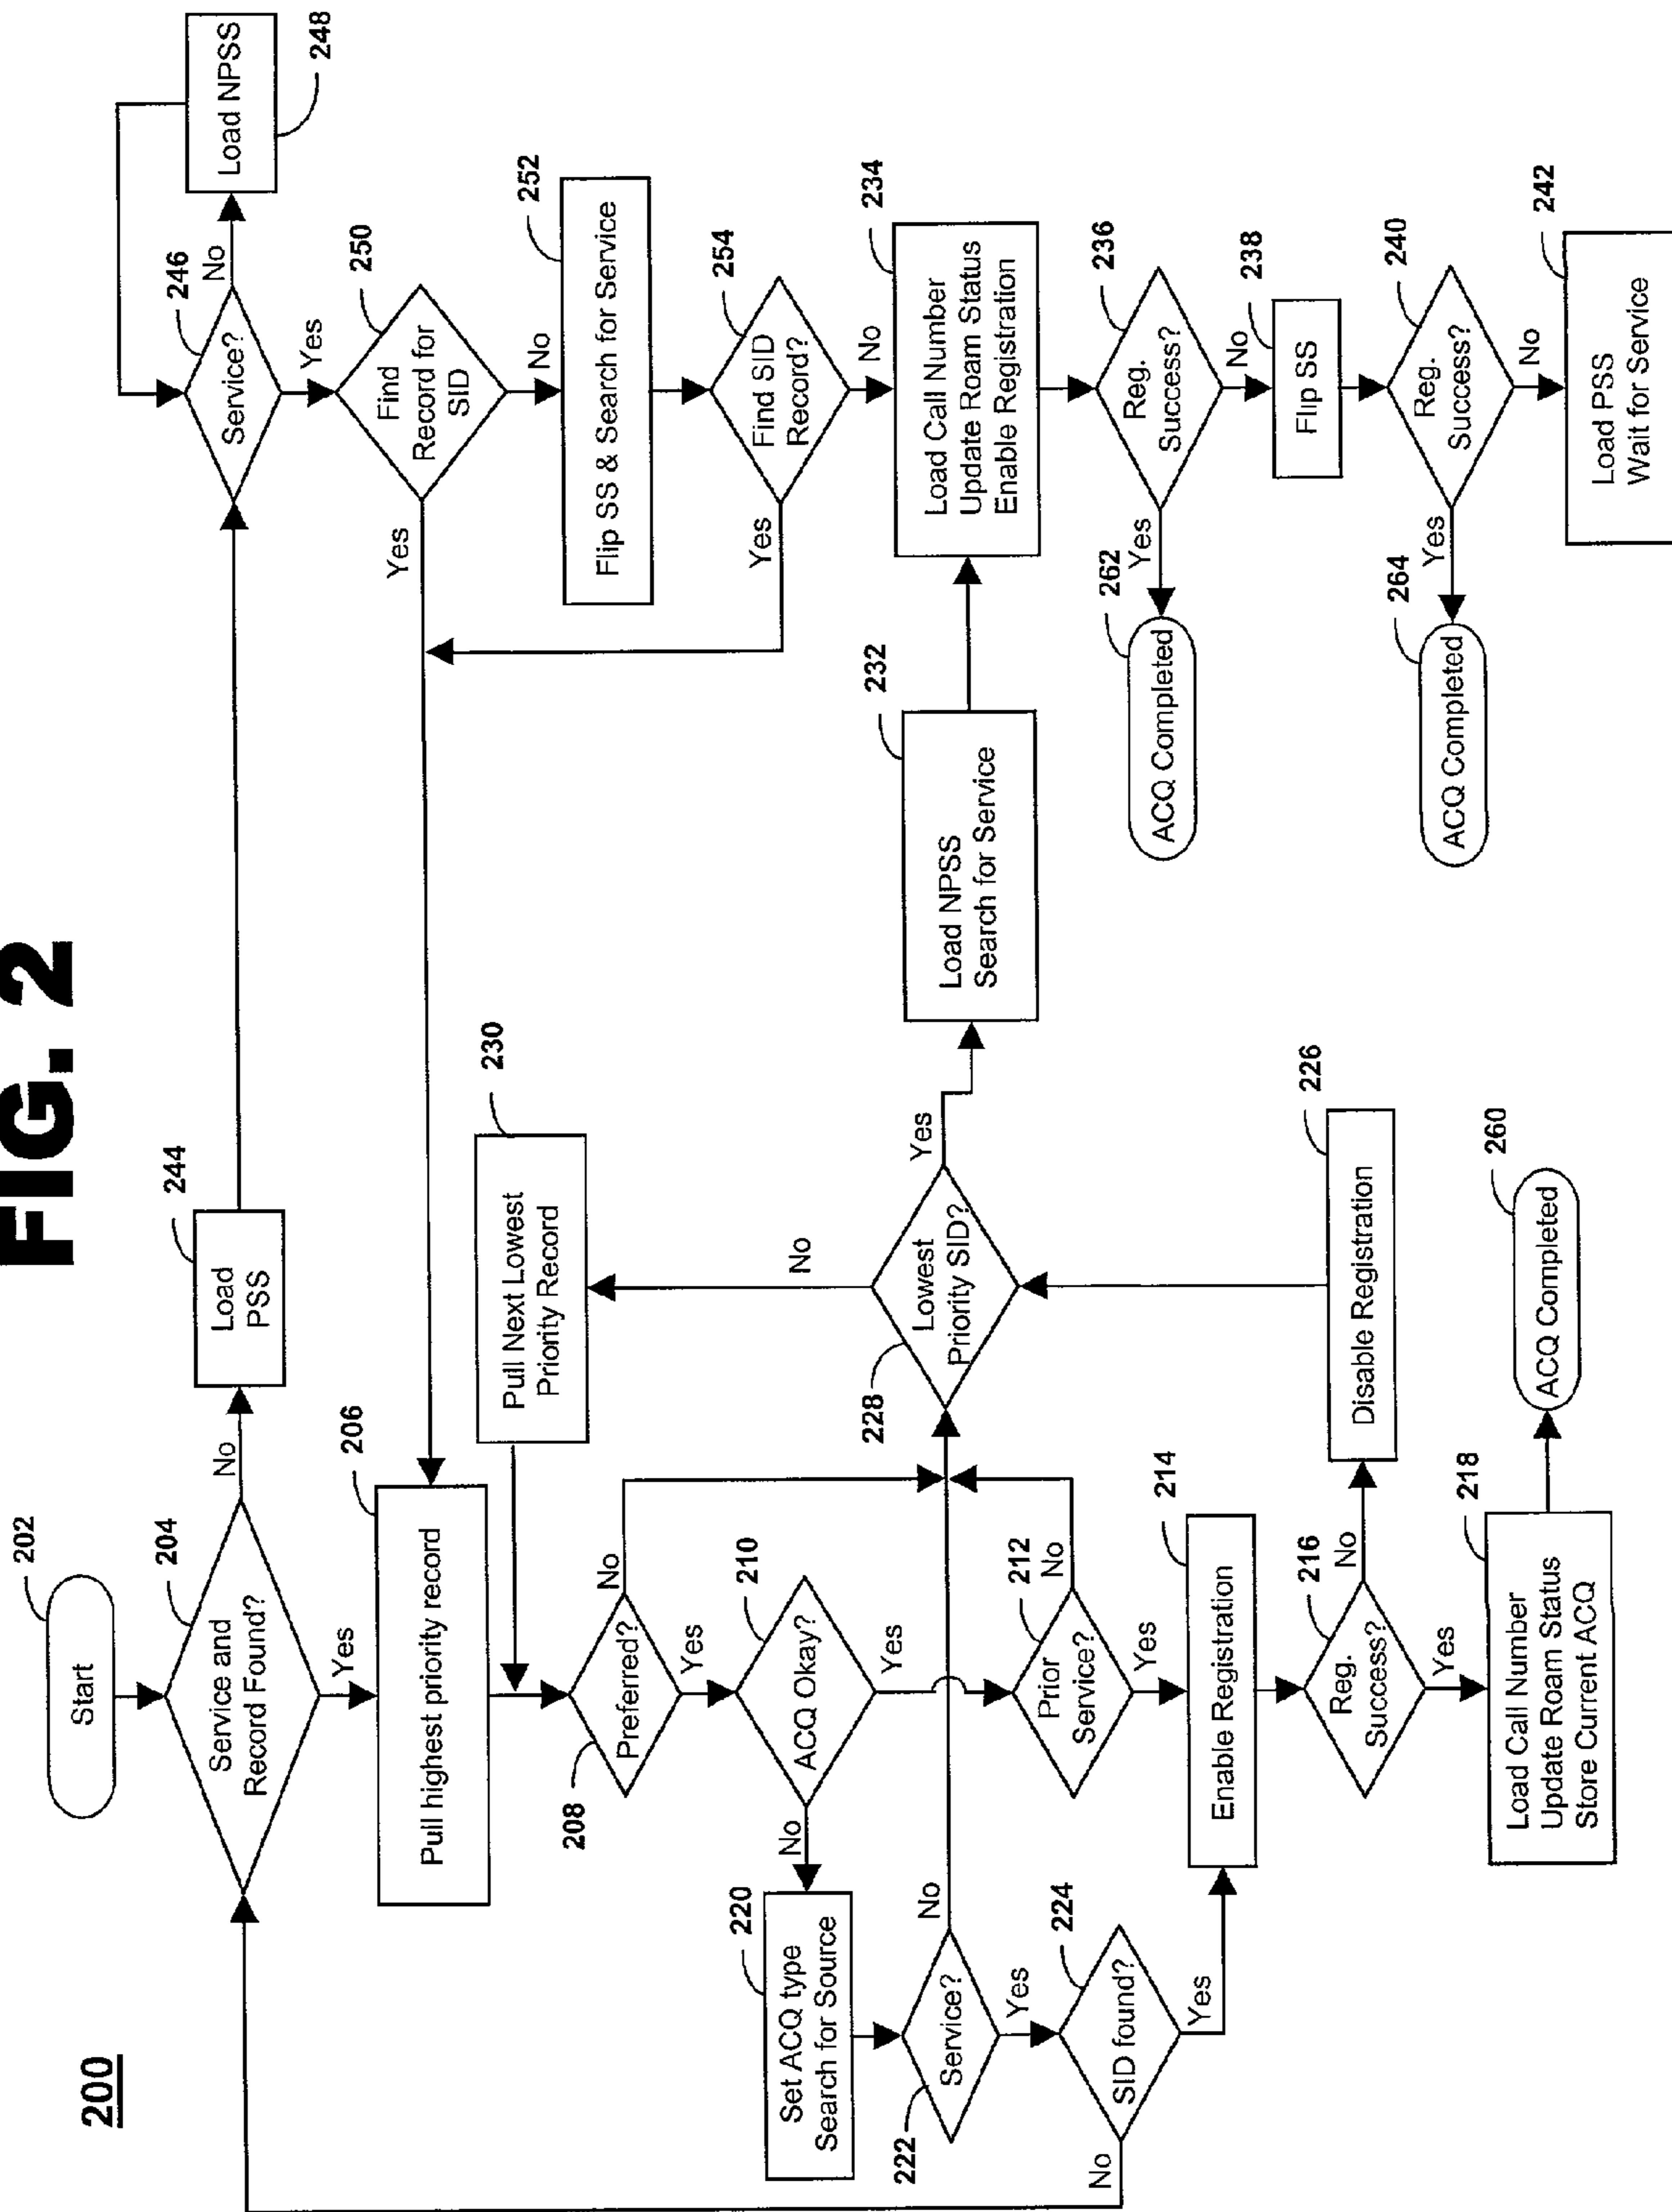 FIG. 2
200
202
Start
204
Service and
Record Found?
No
Yes
244
Load
PSS
246
Service?
No
Yes
Load NPSS
248
206
Pull highest priority record
250
Find
Record for
SID
Yes
No
252
Flip SS & Search for Service
254
Find SID
Record?
Yes
No
230
Pull Next Lowest
Priority Record
208
Preferred?
No
Yes
210
ACQ Okay?
No
Yes
220
Set ACQ type
Search for Source
222
Service?
No
Yes
224
SID found?
No
Yes
212
Prior
Service?
No
Yes
214
Enable Registration
216
Reg.
Success?
No
Yes
218
Load Call Number
Update Roam Status
Store Current ACQ
260
ACQ Completed
226
Disable Registration
228
Lowest
Priority SID?
No
Yes
232
Load NPSS
Search for Service
234
Load Call Number
Update Roam Status
Enable Registration
236
Reg.
Success?
Yes
No
262
ACQ Completed
238
Flip SS
240
Reg.
Success?
Yes
No
264
ACQ Completed
242
Load PSS
Wait for Service